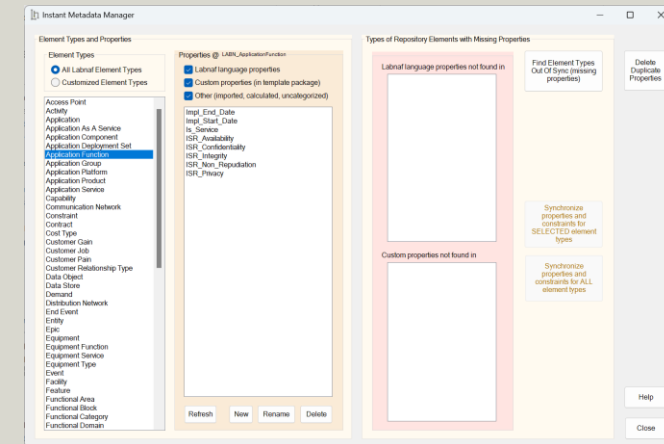 Instant Metadata Manager
Element Types and Properties
Element Types
All Labnaf Element Types
Customized Element Types
Access Point
Activity
Application
Application As A Service
Application Component
Application Deployment Set
Application Function
Application Group
Application Platform
Application Product
Application Service
Capability
Communication Network
Constraint
Contract
Cost Type
Customer Gain
Customer Job
Customer Pain
Customer Relationship Type
Data Object
Data Store
Demand
Distribution Network
End Event
Entity
Epic
Equipment
Equipment Function
Equipment Service
Equipment Type
Event
Facility
Feature
Functional Area
Functional Block
Functional Category
Functional Domain
Properties @ LABN_ApplicationFunction
Labnaf language properties
Custom properties (in template package)
Other (imported, calculated, uncategorized)
Impl_End_Date
Impl_Start_Date
Is_Service
ISR_Availability
ISR_Confidentiality
ISR_Integrity
ISR_Non_Repudiation
ISR_Privacy
Refresh
New
Rename
Delete
Types of Repository Elements with Missing Properties
Labnaf language properties not found in
Custom properties not found in
Find Element Types
Out Of Sync (missing
properties)
Synchronize
properties and
constraints for
SELECTED element
types
Synchronize
properties and
constraints for ALL
element types
Delete
Duplicate
Properties
Help
Close